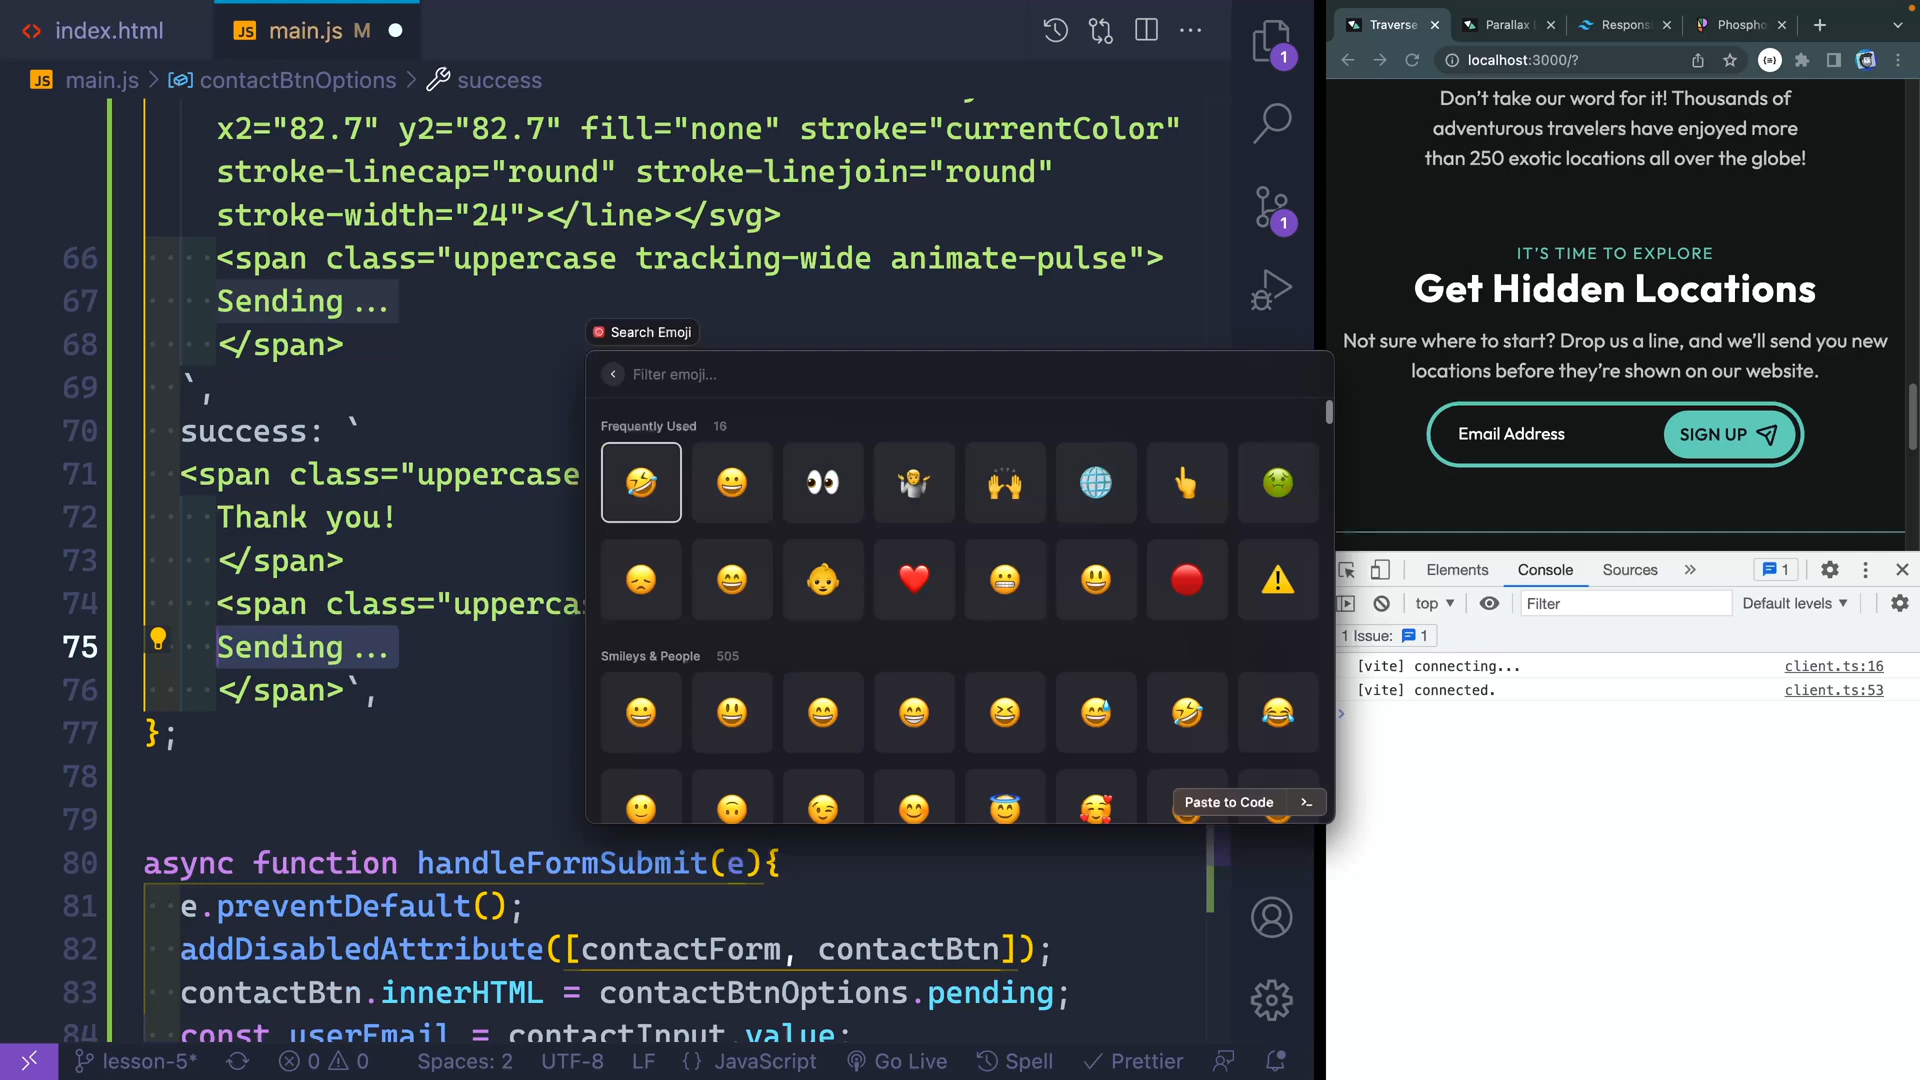 index.html
main.js M
main.js > contactBtnOptions > success
x2="82.7" y2="82.7" fill="none" stroke="currentColor"
stroke-linecap="round" stroke-linejoin="round"
stroke-width="24"></line></svg>
66 <span class="uppercase tracking-wide animate-pulse">
67 Sending ...
68 </span>
69 `,
70 success: `
71 <span class="uppercase
72 Thank you!
73 </span>
74 <span class="upperca
75 Sending ...
76 </span>`,
77 };
78
79
80 async function handleFormSubmit(e){
81 e.preventDefault();
82 addDisabledAttribute([contactForm, contactBtn]);
83 contactBtn.innerHTML = contactBtnOptions.pending;
84 const userEmail = contactInput.value;
lesson-5* 0 0 Spaces: 2 UTF-8 LF {} JavaScript Go Live Spell Prettier
1
1
Search Emoji
Filter emoji...
Frequently Used 16
Smileys & People 505
Paste to Code
Traverse
Parallax L
Respons
Phospho
localhost:3000/?
Don't take our word for it! Thousands of
adventurous travelers have enjoyed more
than 250 exotic locations all over the globe!
IT'S TIME TO EXPLORE
Get Hidden Locations
Not sure where to start? Drop us a line, and we'll send you new
locations before they're shown on our website.
Email Address SIGN UP
Elements Console Sources » 1
top Filter Default levels
1 Issue: 1
[vite] connecting... client.ts:16
[vite] connected. client.ts:53